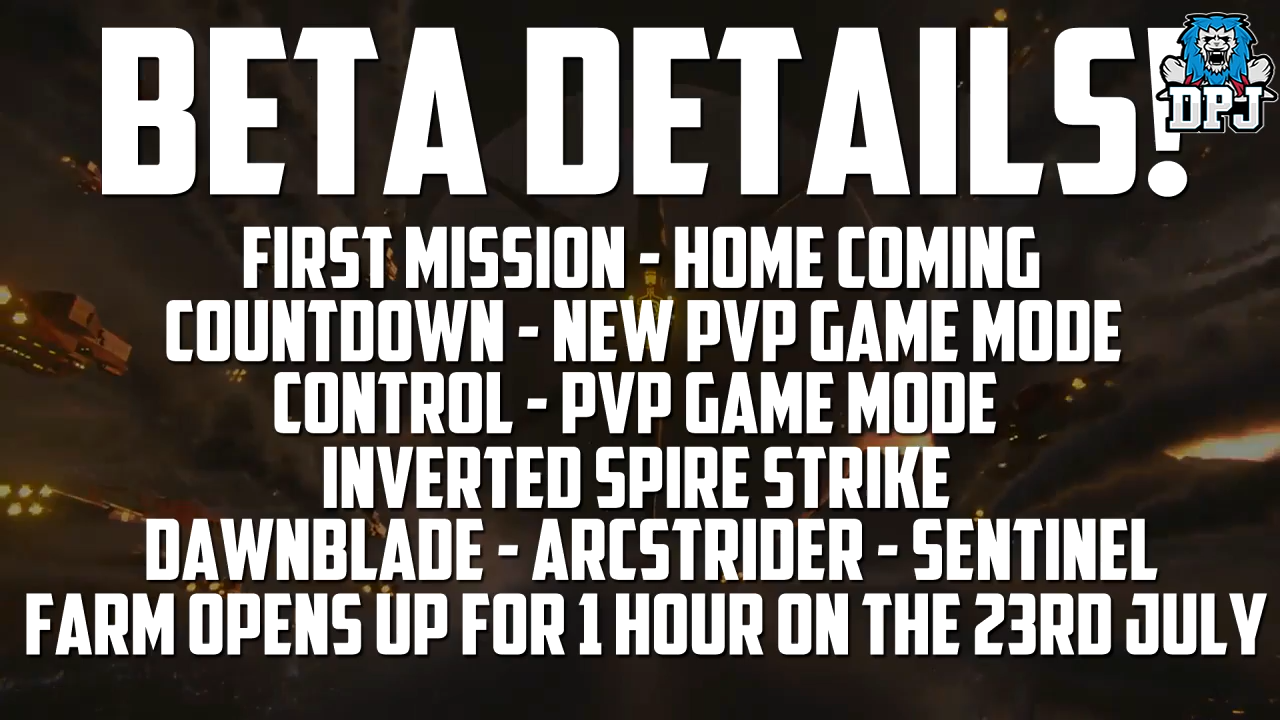 BETA DETAILS!
DPJ
FIRST MISSION - HOME COMING
COUNTDOWN - NEW PVP GAME MODE
CONTROL - PVP GAME MODE
INVERTED SPIRE STRIKE
DAWNBLADE - ARCSTRIDER - SENTINEL
FARM OPENS UP FOR 1 HOUR ON THE 23RD JULY